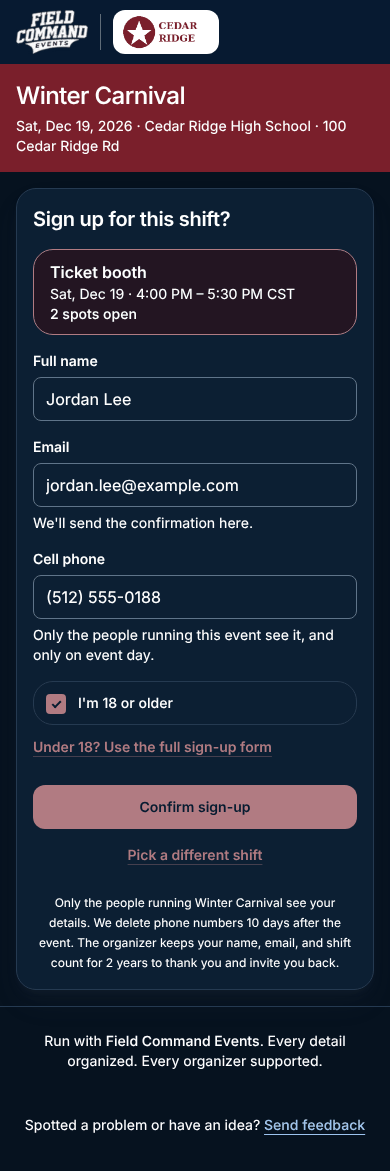 FIELD
COMMAND
EVENTS
CEDAR
RIDGE
Winter Carnival
Sat, Dec 19, 2026 · Cedar Ridge High School · 100
Cedar Ridge Rd
Sign up for this shift?
Ticket booth
Sat, Dec 19 · 4:00 PM – 5:30 PM CST
2 spots open
Full name
Jordan Lee
Email
jordan.lee@example.com
We'll send the confirmation here.
Cell phone
(512) 555-0188
Only the people running this event see it, and
only on event day.
I'm 18 or older
Under 18? Use the full sign-up form
Confirm sign-up
Pick a different shift
Only the people running Winter Carnival see your
details. We delete phone numbers 10 days after the
event. The organizer keeps your name, email, and shift
count for 2 years to thank you and invite you back.
Run with Field Command Events. Every detail
organized. Every organizer supported.
Spotted a problem or have an idea? Send feedback